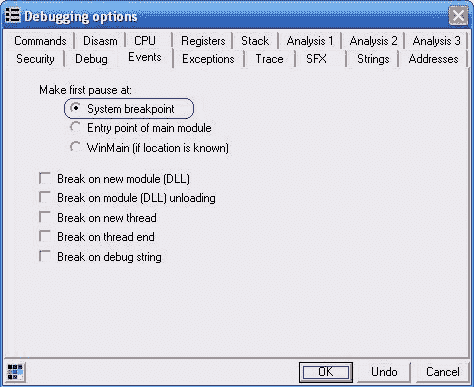 Debugging options
Commands Disasm CPU Registers Stack Analysis 1 Analysis 2 Analysis 3
Security Debug Events Exceptions Trace SFX Strings Addresses
Make first pause at:
System breakpoint
Entry point of main module
WinMain (if location is known)
Break on new module (DLL)
Break on module (DLL) unloading
Break on new thread
Break on thread end
Break on debug string
OK Undo Cancel